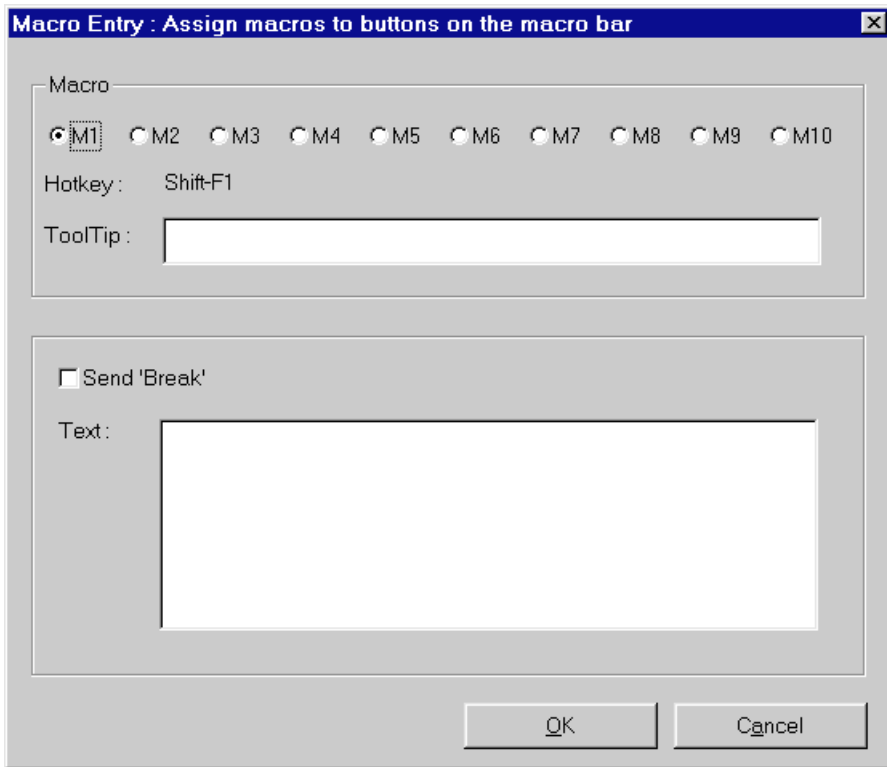 Macro Entry : Assign macros to buttons on the macro bar
Macro
M1 M2 M3 M4 M5 M6 M7 M8 M9 M10
Hotkey : Shift-F1
ToolTip :
Send 'Break'
Text :
OK Cancel